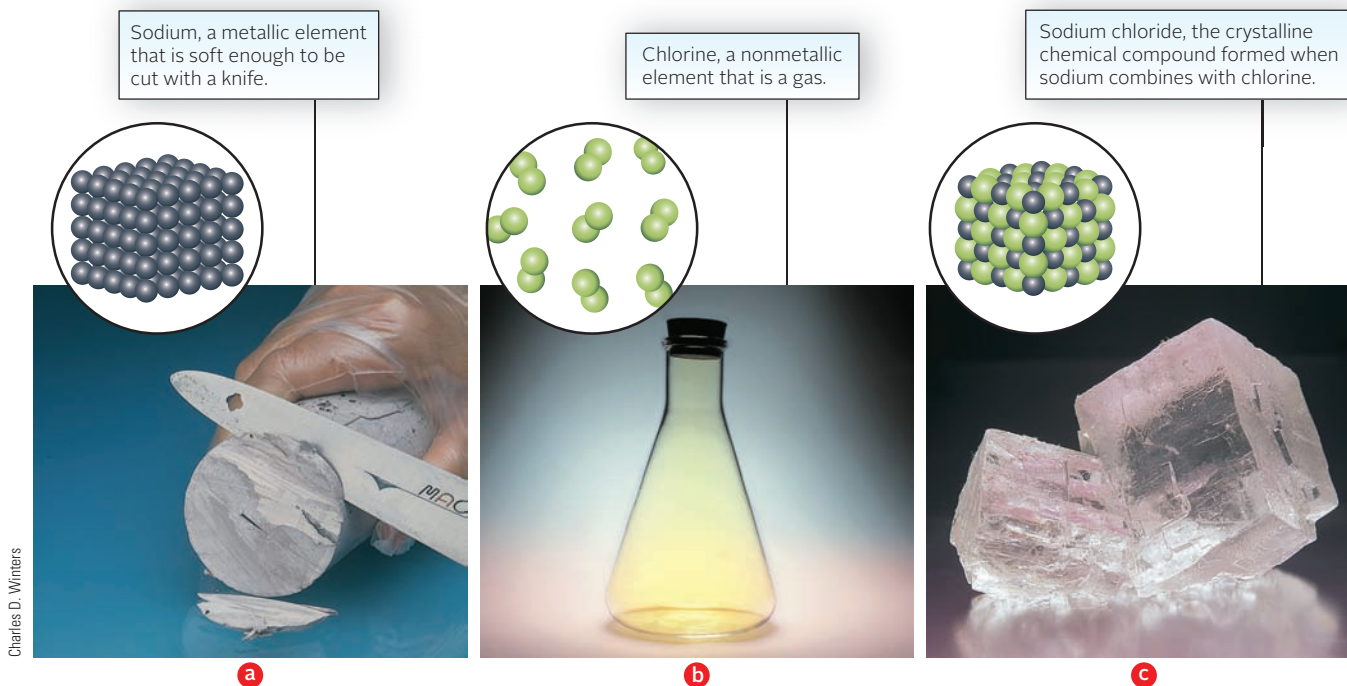 Sodium, a metallic element
that is soft enough to be
cut with a knife.
Chlorine, a nonmetallic
element that is a gas.
Sodium chloride, the crystalline
chemical compound formed when
sodium combines with chlorine.
MAC
Charles D. Winters
a
b
c